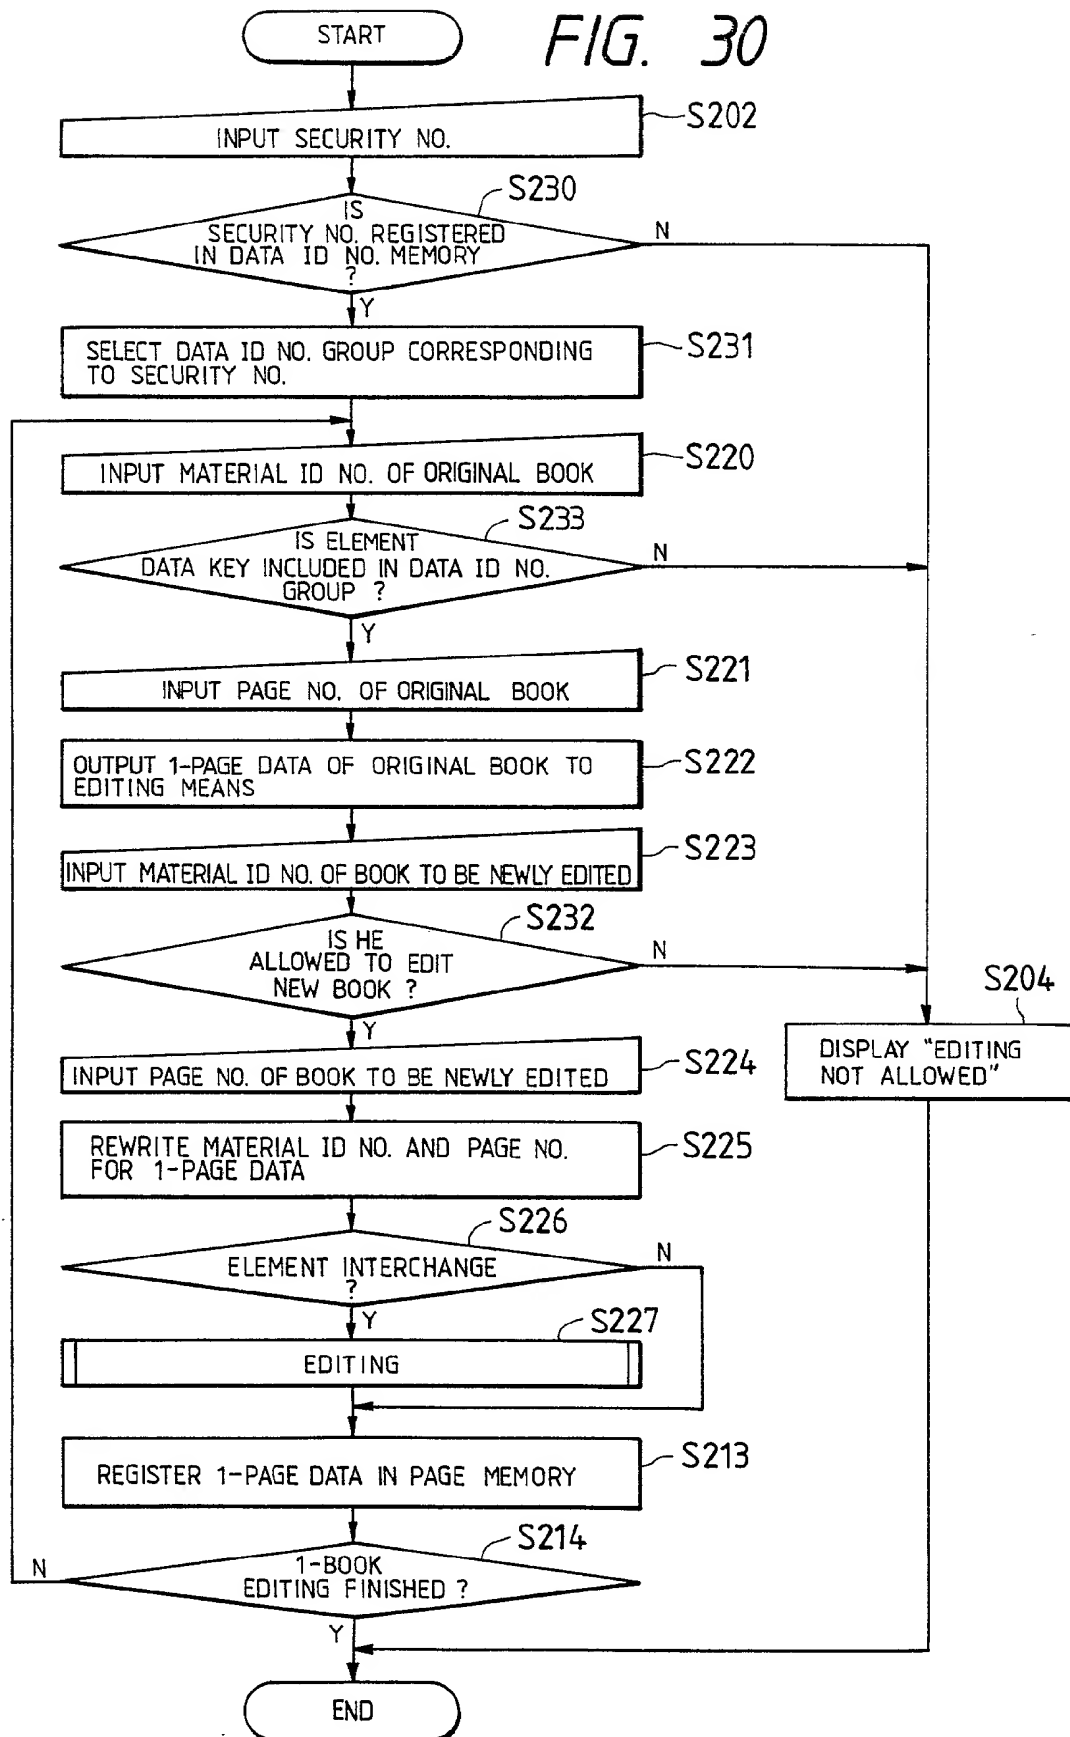 START
FIG. 30
INPUT SECURITY NO.
S202
S230
IS
SECURITY NO. REGISTERED
IN DATA ID NO. MEMORY
?
N
Y
SELECT DATA ID NO. GROUP CORRESPONDING
TO SECURITY NO.
S231
INPUT MATERIAL ID NO. OF ORIGINAL BOOK
S220
S233
IS ELEMENT
DATA KEY INCLUDED IN DATA ID NO.
GROUP ?
N
Y
INPUT PAGE NO. OF ORIGINAL BOOK
S221
OUTPUT 1-PAGE DATA OF ORIGINAL BOOK TO
EDITING MEANS
S222
INPUT MATERIAL ID NO. OF BOOK TO BE NEWLY EDITED
S223
S232
IS HE
ALLOWED TO EDIT
NEW BOOK ?
N
Y
S204
DISPLAY "EDITING
NOT ALLOWED"
INPUT PAGE NO. OF BOOK TO BE NEWLY EDITED
S224
REWRITE MATERIAL ID NO. AND PAGE NO.
FOR 1-PAGE DATA
S225
S226
ELEMENT INTERCHANGE
?
N
Y
S227
EDITING
REGISTER 1-PAGE DATA IN PAGE MEMORY
S213
S214
1-BOOK
EDITING FINISHED ?
N
Y
END